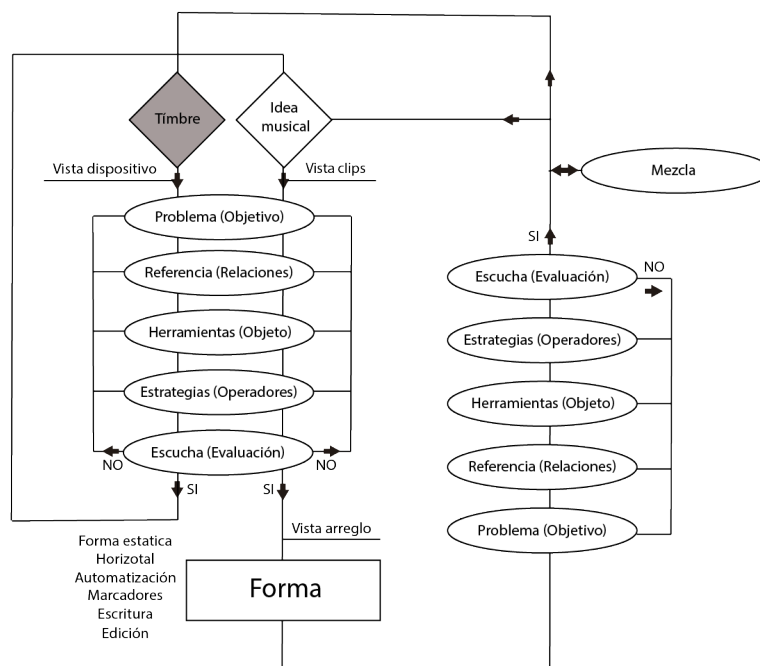 Tímbre
Idea
musical
Vista dispositivo
Vista clips
Problema (Objetivo)
Referencia (Relaciones)
Herramientas (Objeto)
Estrategias (Operadores)
Escucha (Evaluación)
NO
NO
SI
SI
Vista arreglo
Forma estatica
Horizotal
Automatización
Marcadores
Escritura
Edición
Forma
Mezcla
SI
Escucha (Evaluación)
NO
Estrategias (Operadores)
Herramientas (Objeto)
Referencia (Relaciones)
Problema (Objetivo)